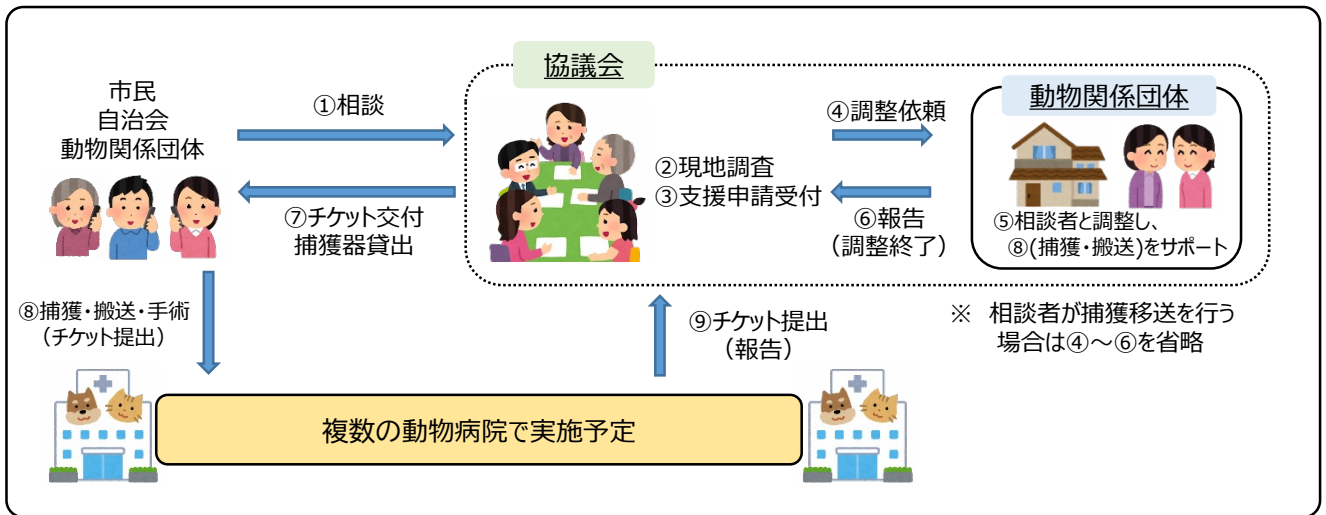 協議会
市民
自治会
動物関係団体
①相談
⑦チケット交付
捕獲器貸出
②現地調査
③支援申請受付
④調整依頼
⑥報告
（調整終了）
動物関係団体
⑤相談者と調整し、
⑧(捕獲・搬送)をサポート
⑧捕獲・搬送・手術
（チケット提出）
⑨チケット提出
（報告）
※ 相談者が捕獲移送を行う
場合は④～⑥を省略
複数の動物病院で実施予定